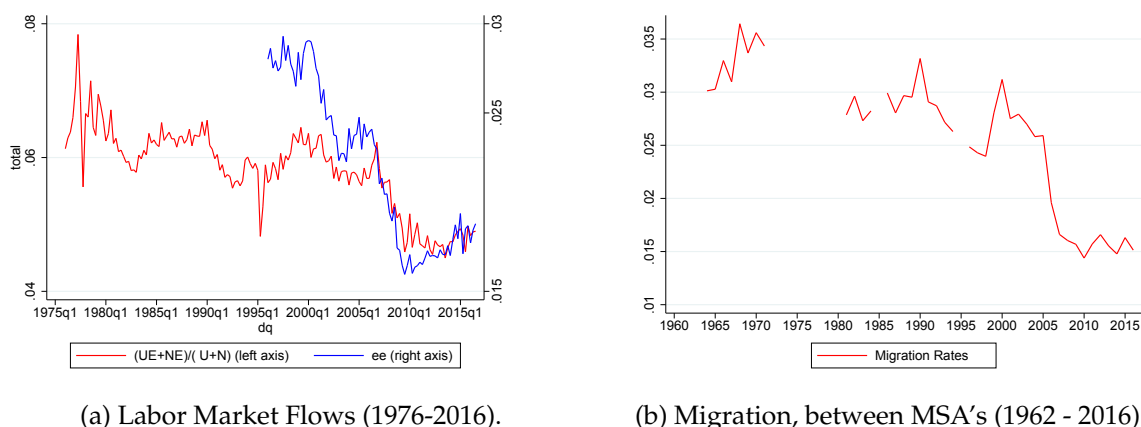 .08
.06
.04
total
.03
.025
.015
1975q1 1980q1 1985q1 1990q1 1995q1 2000q1 2005q1 2010q1 2015q1
dq
(UE+NE)/( U+N) (left axis) ee (right axis)
(a) Labor Market Flows (1976-2016).
.035
.03
.025
.02
.015
.01
1960 1965 1970 1975 1980 1985 1990 1995 2000 2005 2010 2015
Migration Rates
(b) Migration, between MSA's (1962 - 2016)